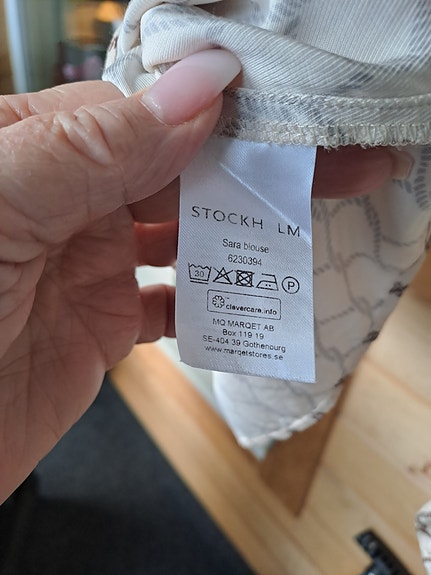 STOCKH LM
Sara blouse
6230394
30 P
clevercare.info
MQ MARQET AB
Box 119 19
SE-404 39 Gothenburg
www.marqetstores.se